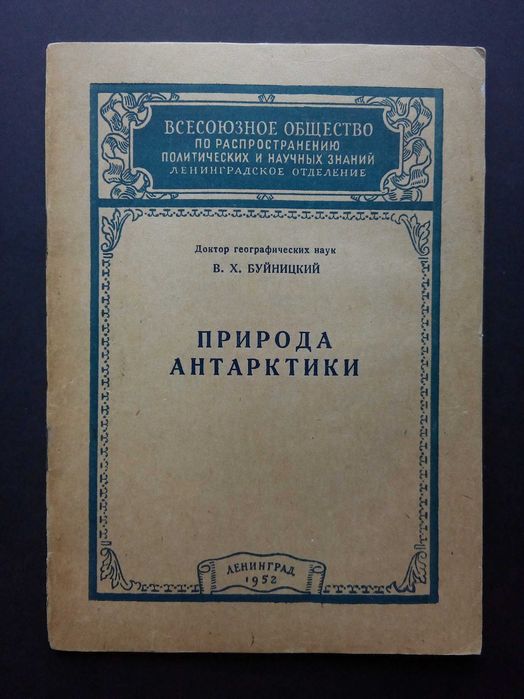 ВСЕСОЮЗНОЕ ОБЩЕСТВО
ПО РАСПРОСТРАНЕНИЮ
ПОЛИТИЧЕСКИХ И НАУЧНЫХ ЗНАНИЙ
ЛЕНИНГРАДСКОЕ ОТДЕЛЕНИЕ
Доктор географических наук
В. Х. БУЙНИЦКИЙ
ПРИРОДА
АНТАРКТИКИ
ЛЕНИНГРАД
1952